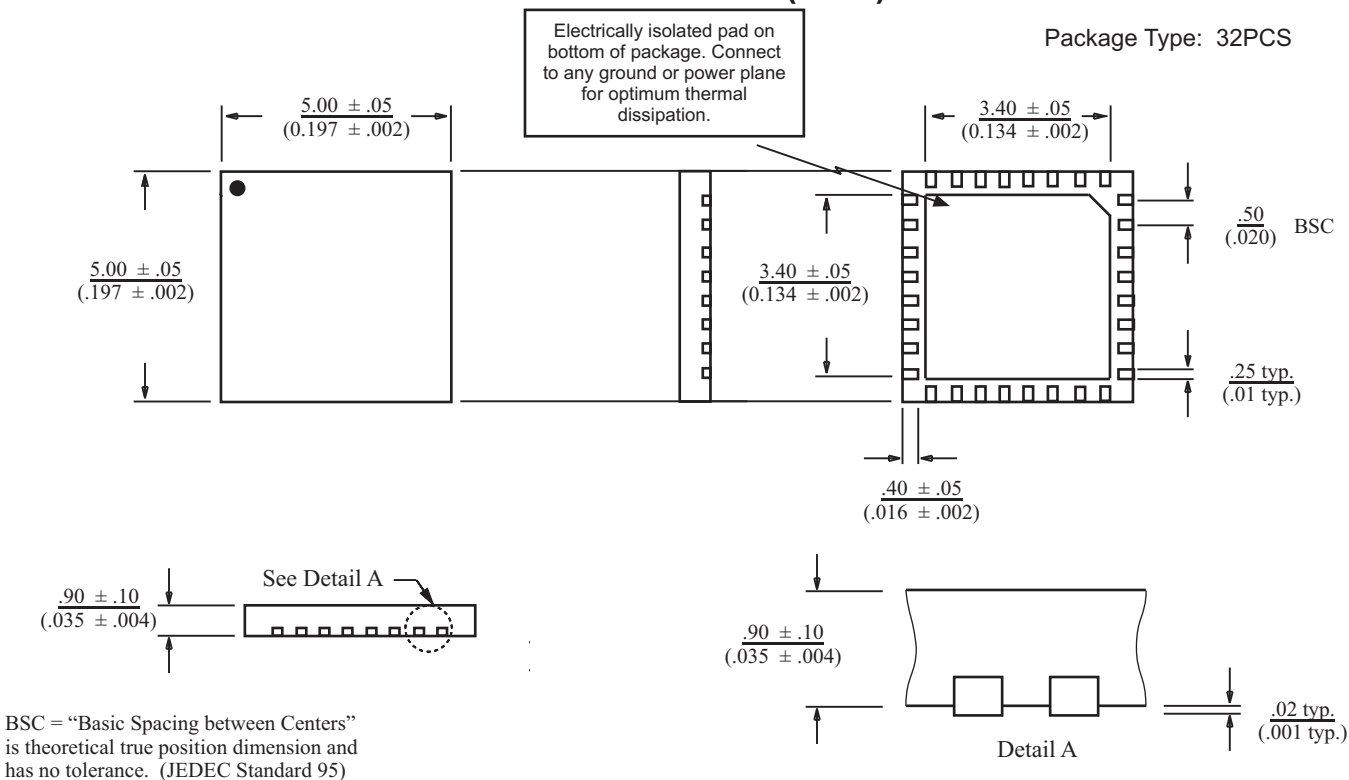 Electrically isolated pad on
bottom of package. Connect
to any ground or power plane
for optimum thermal
dissipation.
Package Type: 32PCS
5.00 ± .05
(0.197 ± .002)
3.40 ± .05
(0.134 ± .002)
5.00 ± .05
(.197 ± .002)
3.40 ± .05
(0.134 ± .002)
.50
(.020)
BSC
.25 typ.
(.01 typ.)
.40 ± .05
(.016 ± .002)
See Detail A
.90 ± .10
(.035 ± .004)
.90 ± .10
(.035 ± .004)
.02 typ.
(.001 typ.)
Detail A
BSC = “Basic Spacing between Centers”
is theoretical true position dimension and
has no tolerance. (JEDEC Standard 95)